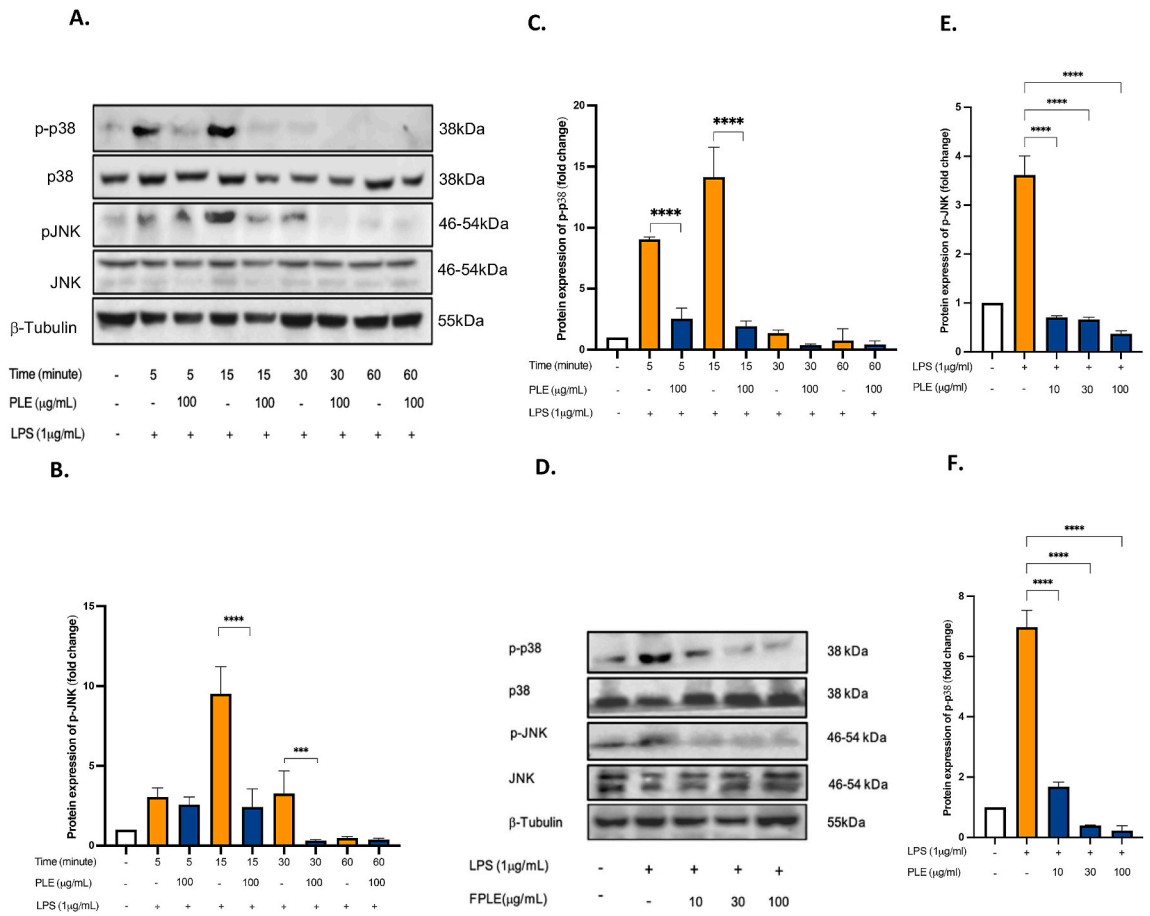 A.
p-p38 38kDa
p38 38kDa
pJNK 46-54kDa
JNK 46-54kDa
β-Tubulin 55kDa
Time (minute) - 5 5 15 15 30 30 60 60
PLE (μg/mL) - - 100 - 100 - 100 - 100
LPS (1μg/mL) - + + + + + + + +
B.
Protein expression of p-JNK (fold change)
15
10
5
0
****
***
Time (minute) - 5 5 15 15 30 30 60 60
PLE (μg/mL) - - 100 - 100 - 100 - 100
LPS (1μg/mL) - + + + + + + + +
C.
Protein expression of p-p38 (fold change)
20
15
10
5
0
****
****
Time (minute) - 5 5 15 15 30 30 60 60
PLE (μg/mL) - - 100 - 100 - 100 - 100
LPS (1μg/mL) - + + + + + + + +
D.
p-p38 38 kDa
p38 38 kDa
p-JNK 46-54 kDa
JNK 46-54 kDa
β-Tubulin 55kDa
LPS (1μg/mL) - + + + +
FPLE(μg/mL) - - 10 30 100
E.
Protein expression of p-JNK (fold change)
5
4
3
2
1
0
****
****
****
LPS (1μg/ml) - + + + +
PLE (μg/ml) - - 10 30 100
F.
Protein expression of p-p38 (fold change)
8
6
4
2
0
****
****
****
LPS (1μg/ml) - + + + +
PLE (μg/ml) - - 10 30 100